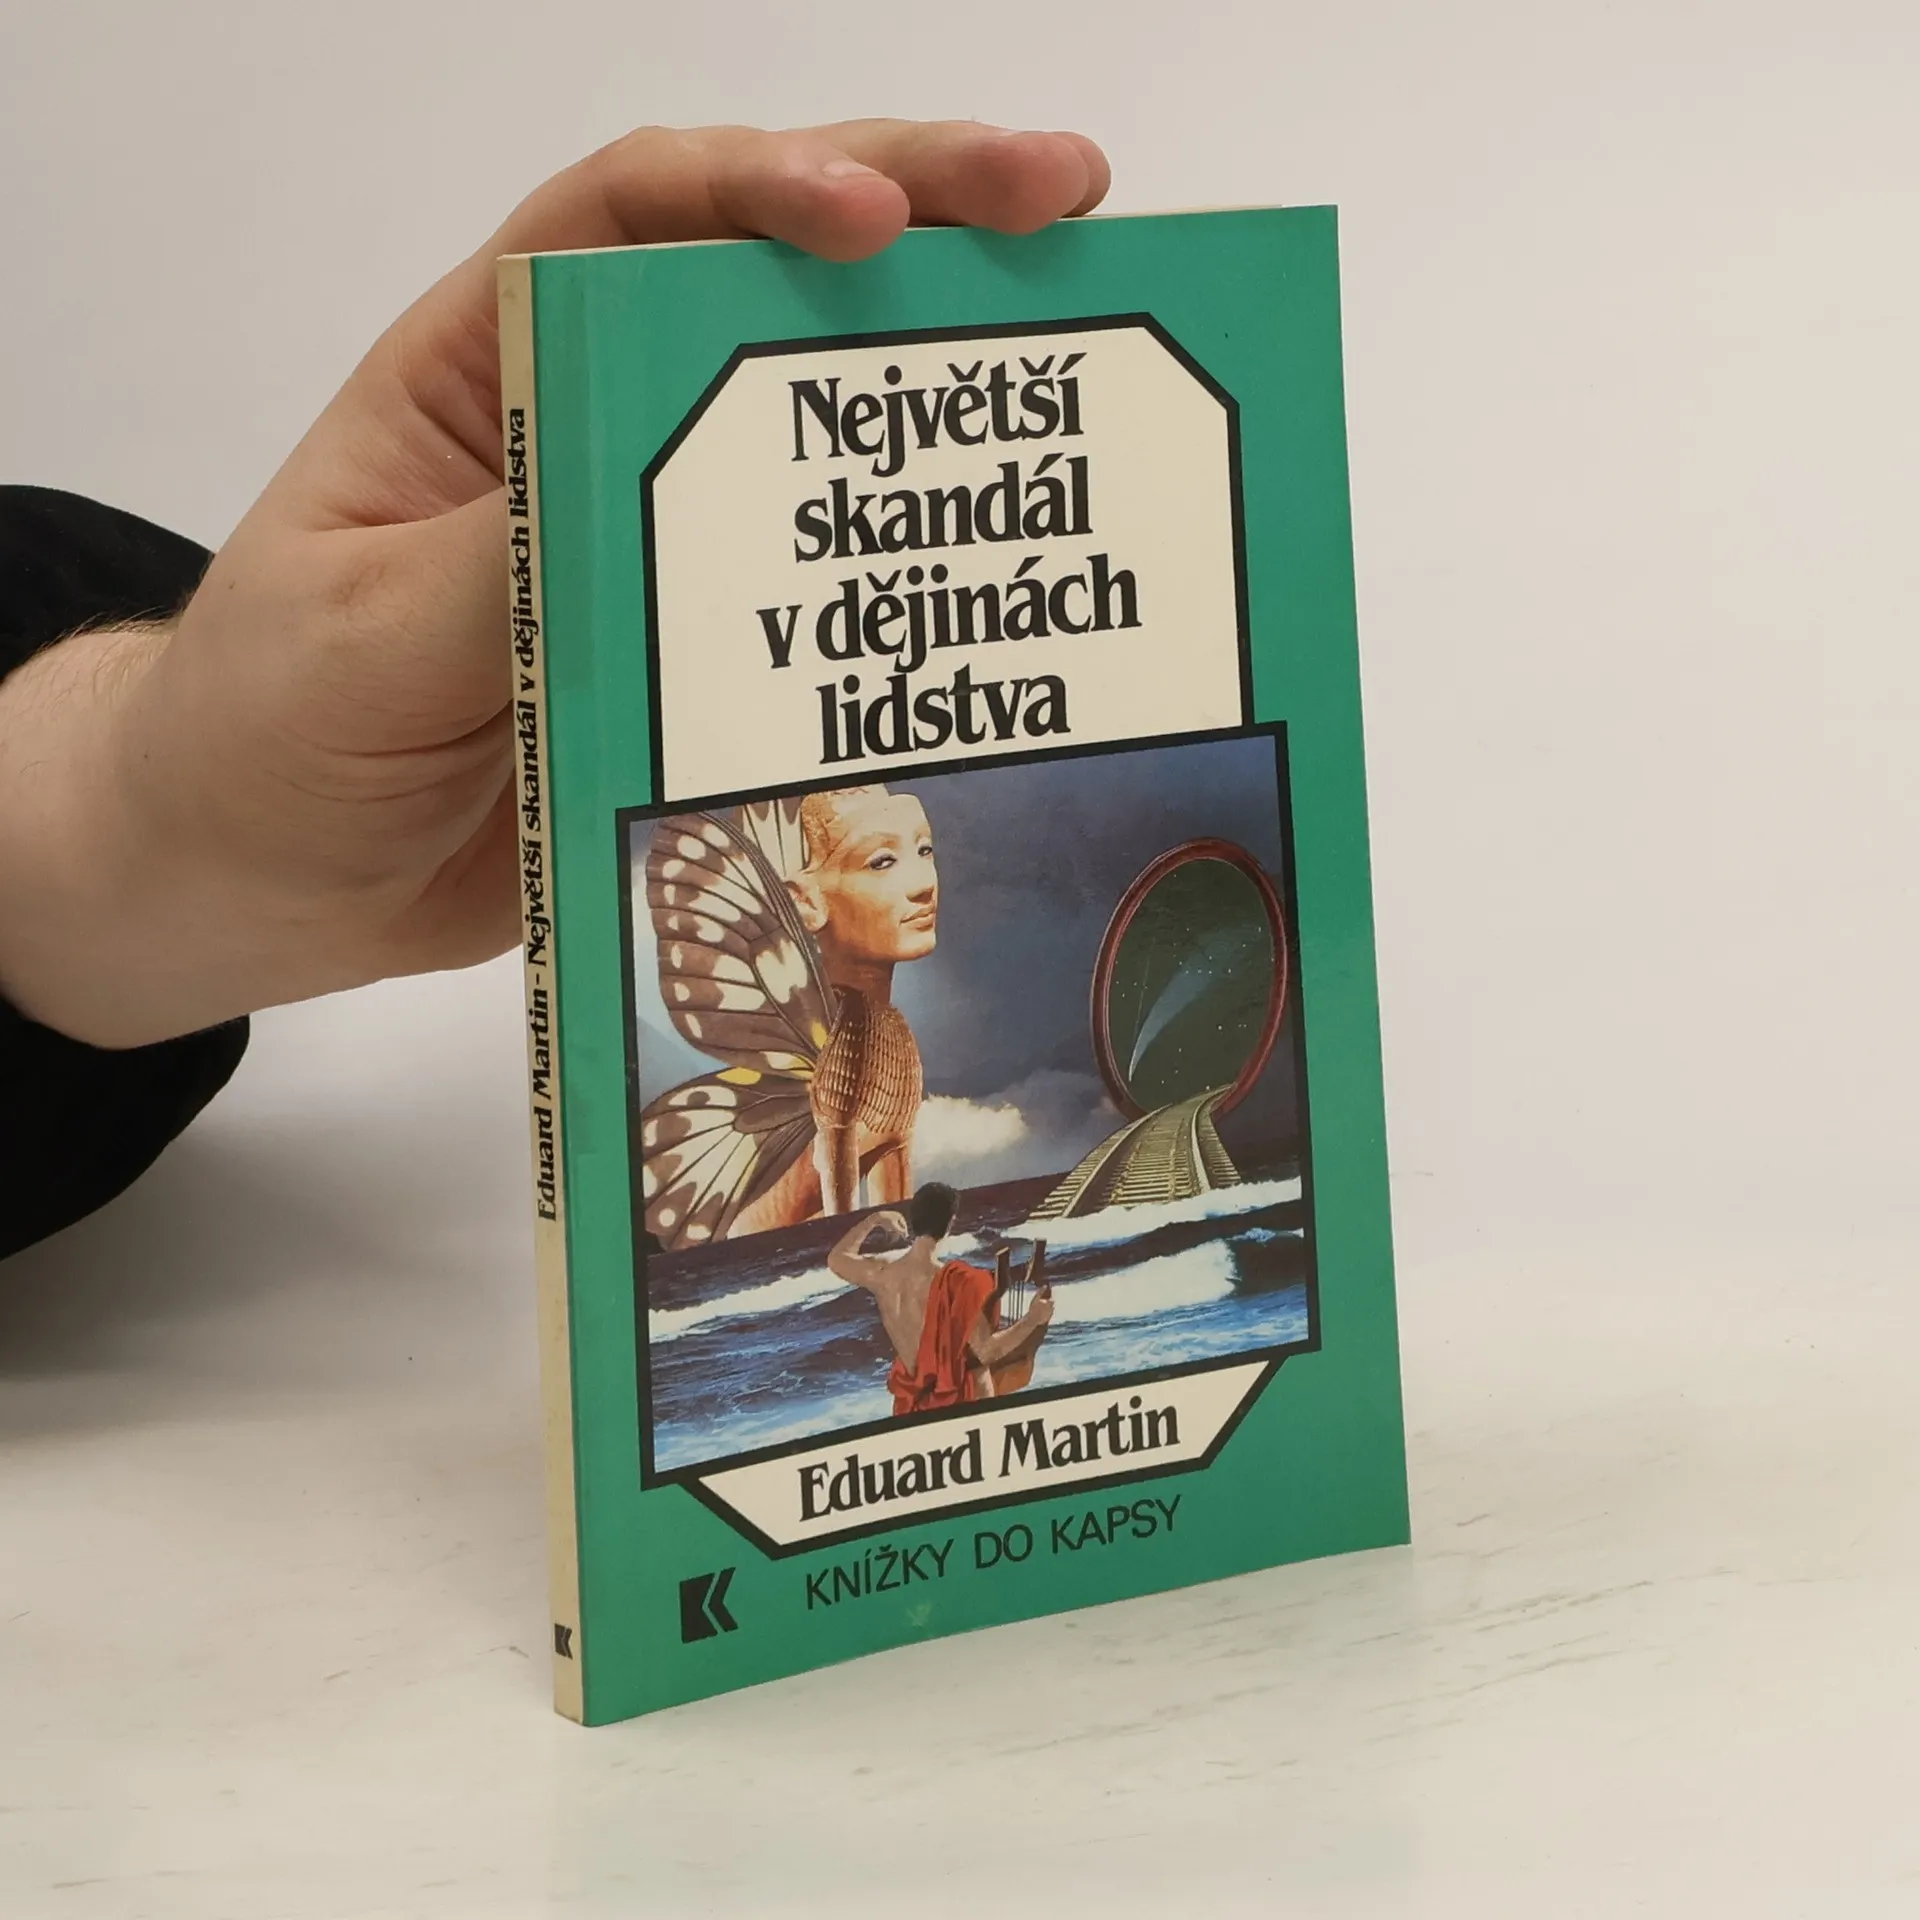 Největší
skandál
v dějinách
lidstva
Eduard Martin
KNÍŽKY DO KAPSY
Eduard Martin - Největší skandál v dějinách lidstva